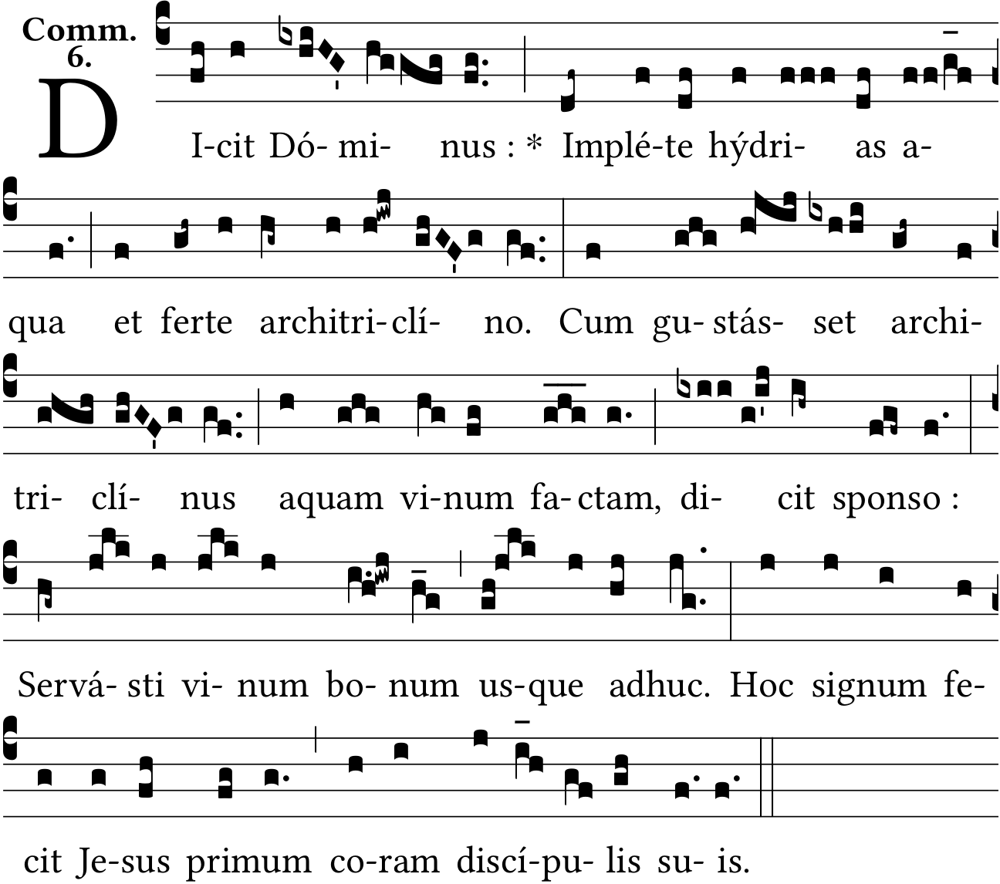 Comm.
6.
DI-cit Dó- mi- nus : * Implé-te hýdri- as a-
qua et ferte architri-clí- no. Cum gu- stás- set archi-
tri- clí- nus aquam vi-num fa- ctam, di- cit sponso :
Servá- sti vi- num bo- num us-que adhuc. Hoc signum fe-
cit Je-sus primum co-ram discí-pu- lis su- is.